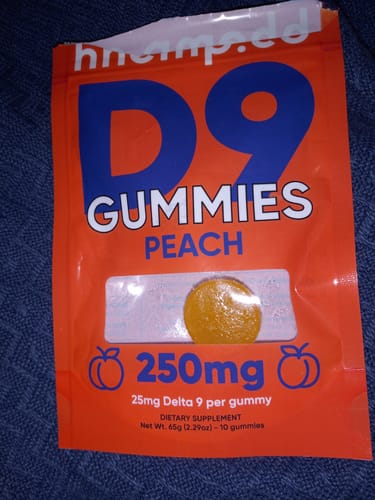 D9
GUMMIES
PEACH
250mg
25mg Delta 9 per gummy
DIETARY SUPPLEMENT
Net Wt. 65g (2.29oz) - 10 gummies